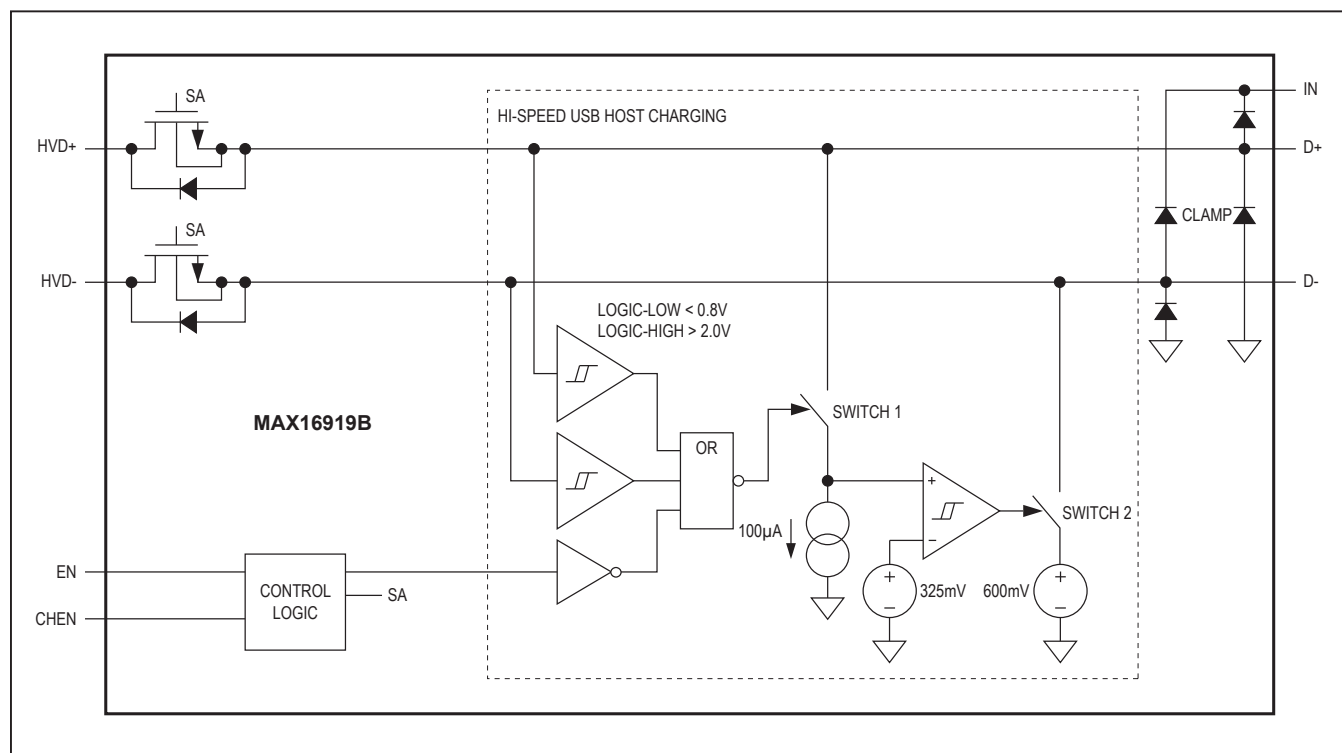 SA
IN
HI-SPEED USB HOST CHARGING
HVD+
D+
SA
CLAMP
HVD-
D-
LOGIC-LOW < 0.8V
LOGIC-HIGH > 2.0V
MAX16919B
SWITCH 1
OR
+
SWITCH 2
100µA
−
EN
CONTROL
LOGIC
SA
+
−
325mV
600mV
+
−
CHEN